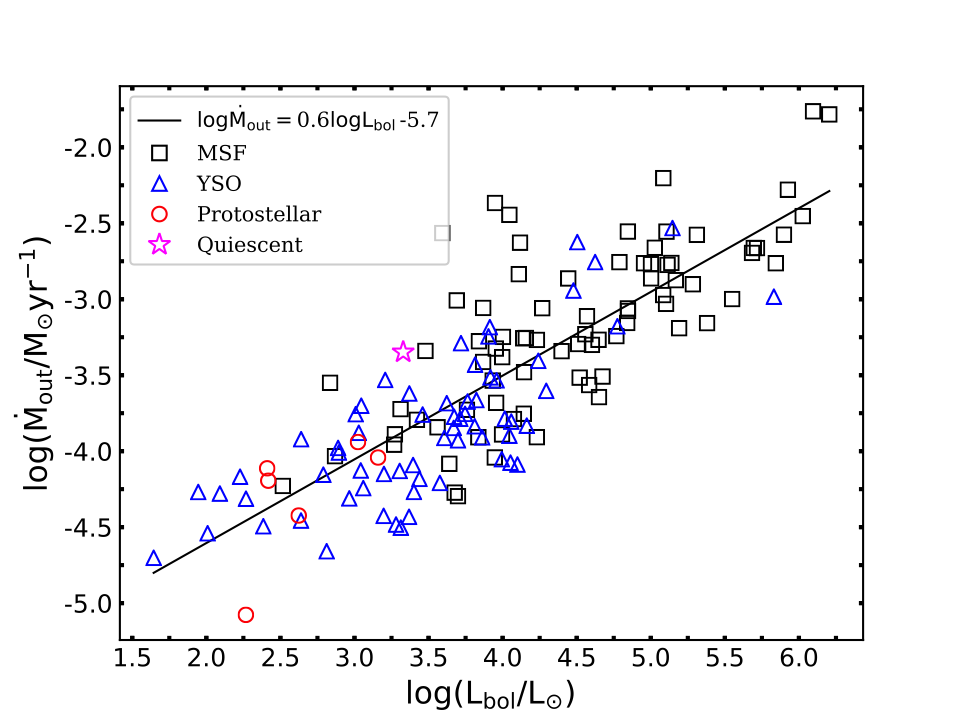 logṀout = 0.6logLbol -5.7
MSF
YSO
Protostellar
Quiescent
-2.0
-2.5
-3.0
-3.5
-4.0
-4.5
-5.0
log(Ṁout/M⊙yr⁻¹)
1.5 2.0 2.5 3.0 3.5 4.0 4.5 5.0 5.5 6.0
log(Lbol/L⊙)